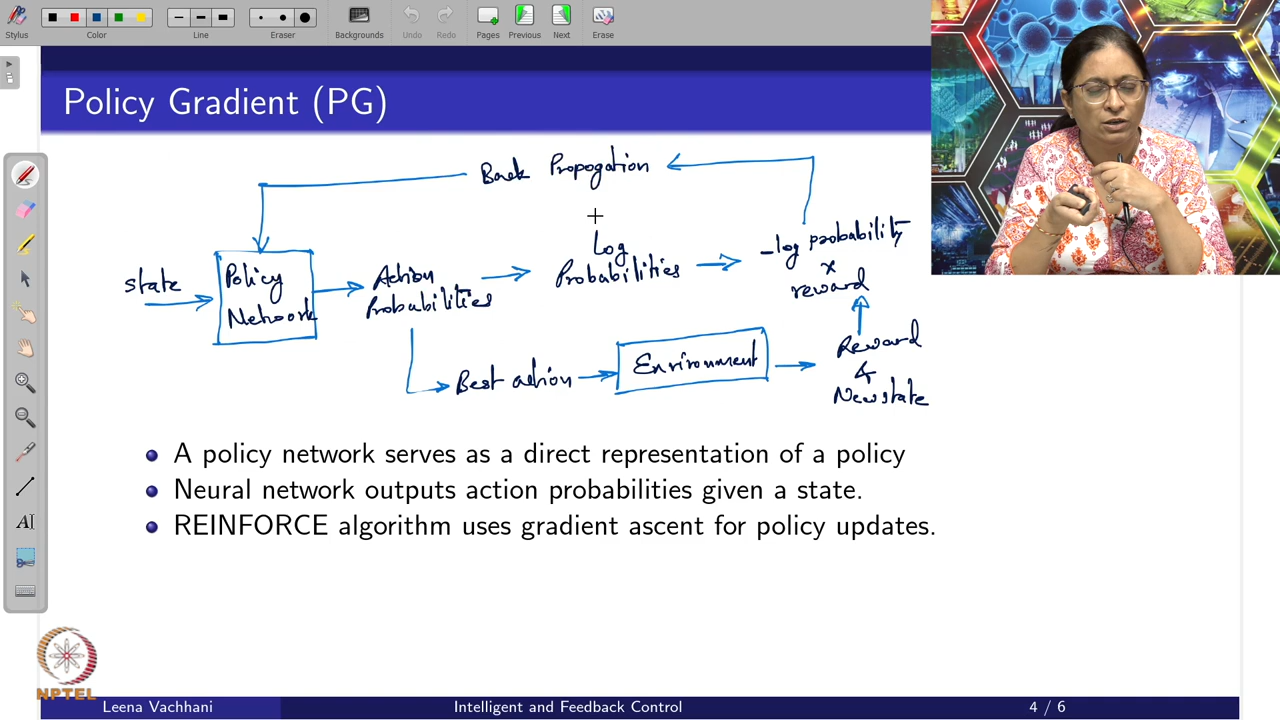 Stylus
Color
Line
Eraser
Backgrounds
Undo
Redo
Pages
Previous
Next
Erase
Policy Gradient (PG)
Back Propogation
state
Policy
Network
Action
Probabilities
Log
Probabilities
-log probability
x
reward
Best action
Environment
Reward
&
New state
A policy network serves as a direct representation of a policy
Neural network outputs action probabilities given a state.
REINFORCE algorithm uses gradient ascent for policy updates.
NPTEL
Leena Vachhani
Intelligent and Feedback Control
4 / 6